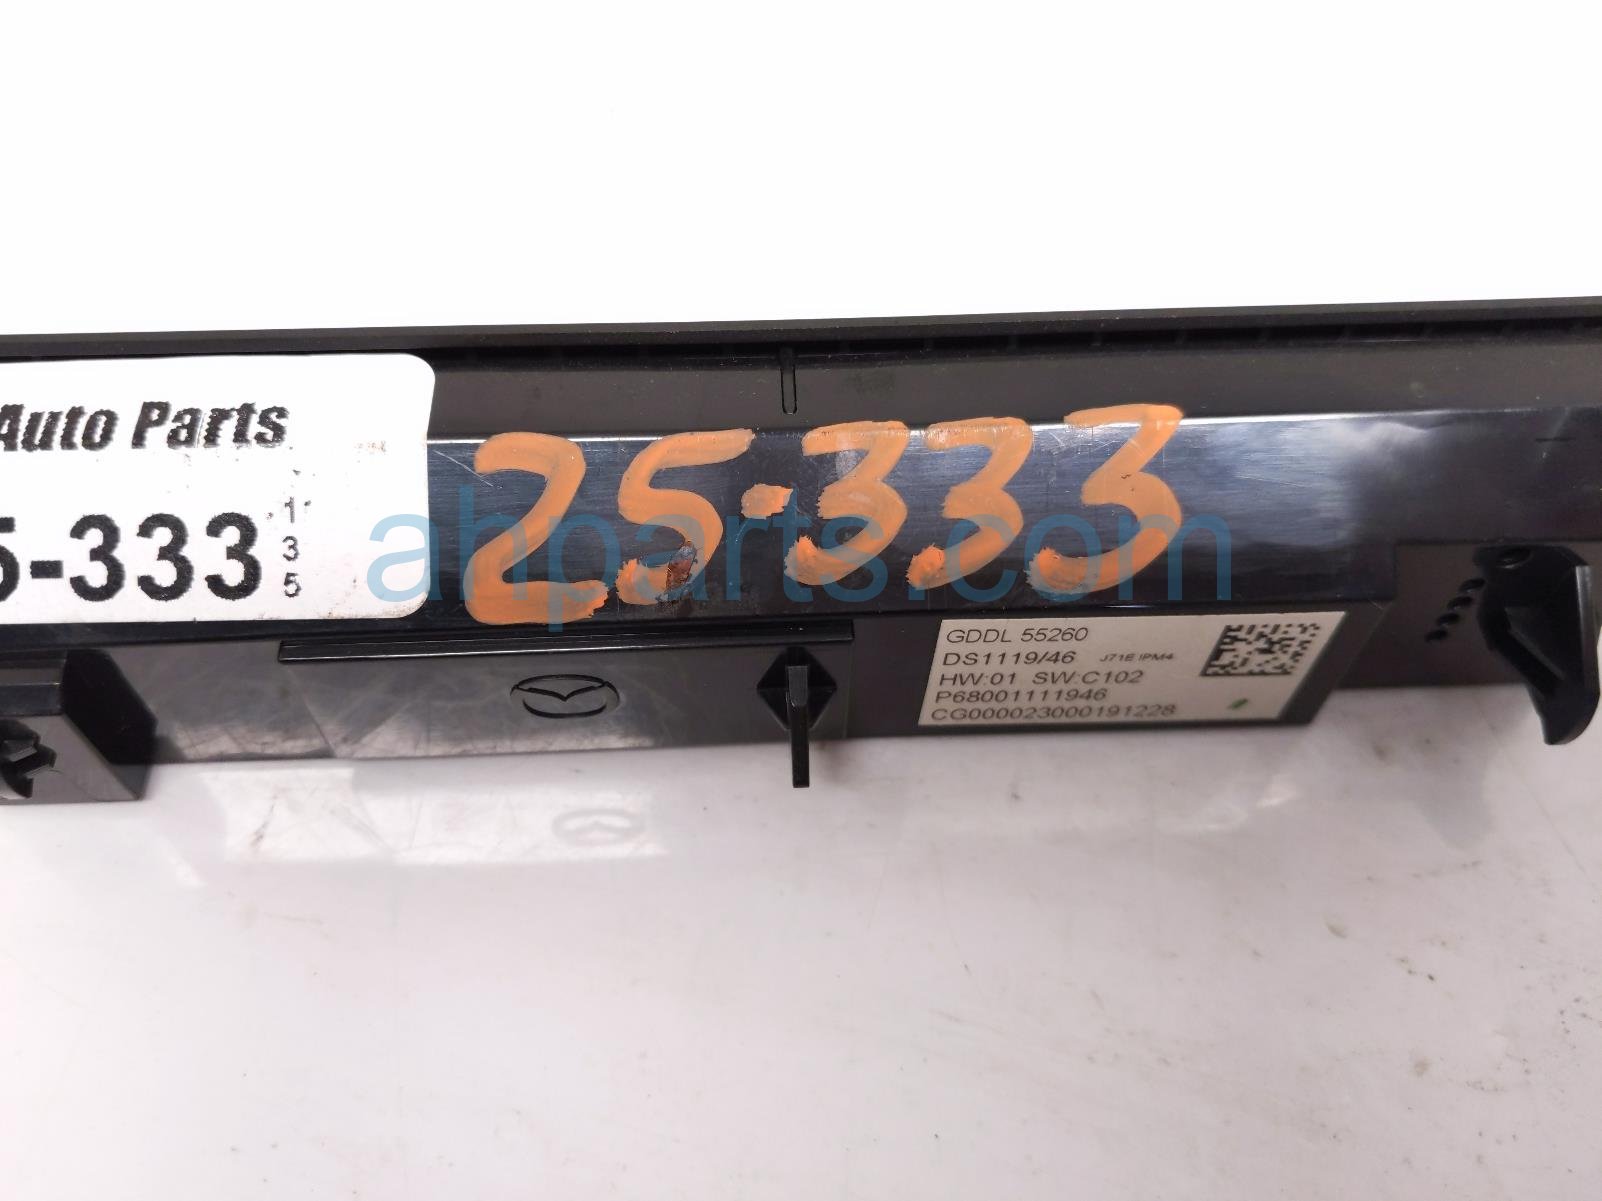 Auto Parts
5-333
1
3
5
25-333
ahparts.com
GDDL 55260
DS1119/46 J71E IPM4
HW:01 SW:C102
P68001111946
CG000023000191228